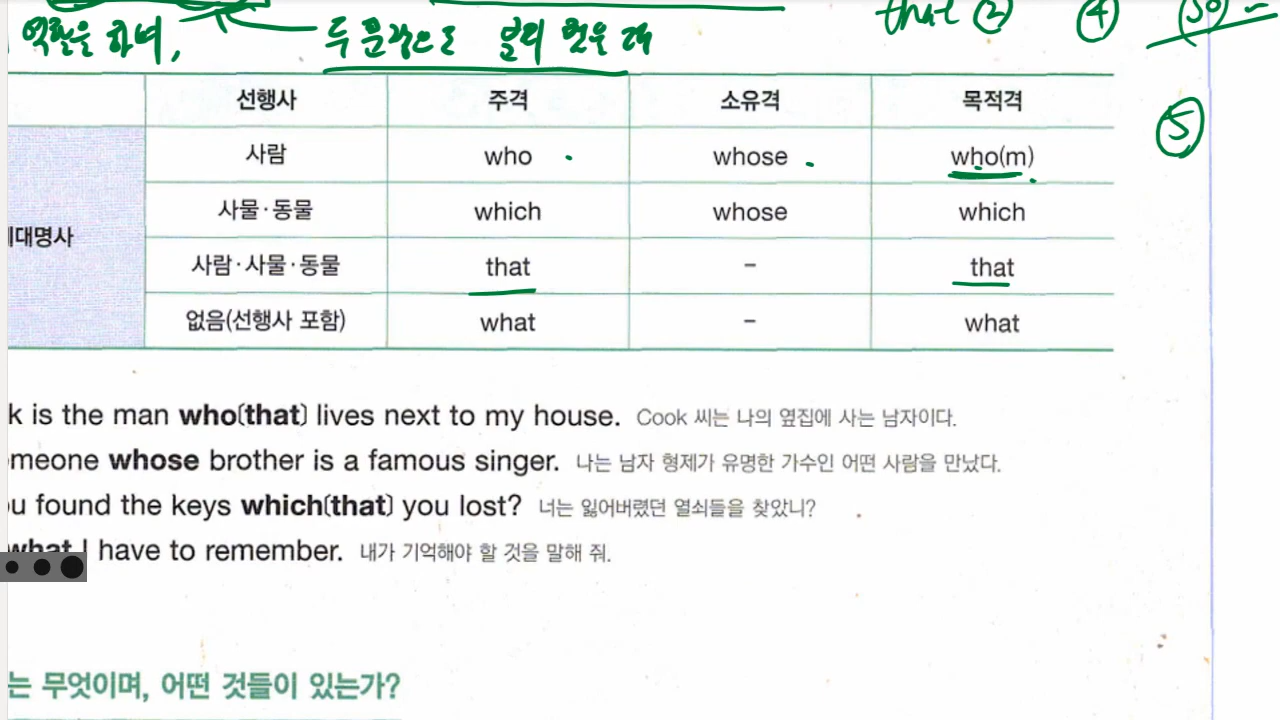 that ② ④
역할을 하며, 두 문장으로
선행사 주격 소유격 목적격
사람 who whose who(m)
⑤
사물·동물 which whose which
대명사
사람·사물·동물 that – that
없음(선행사 포함) what – what
k is the man who(that) lives next to my house. Cook 씨는 나의 옆집에 사는 남자이다.
meone whose brother is a famous singer. 나는 남자 형제가 유명한 가수인 어떤 사람을 만났다.
u found the keys which(that) you lost? 너는 잃어버렸던 열쇠들을 찾았니?
what I have to remember. 내가 기억해야 할 것을 말해 줘.
는 무엇이며, 어떤 것들이 있는가?